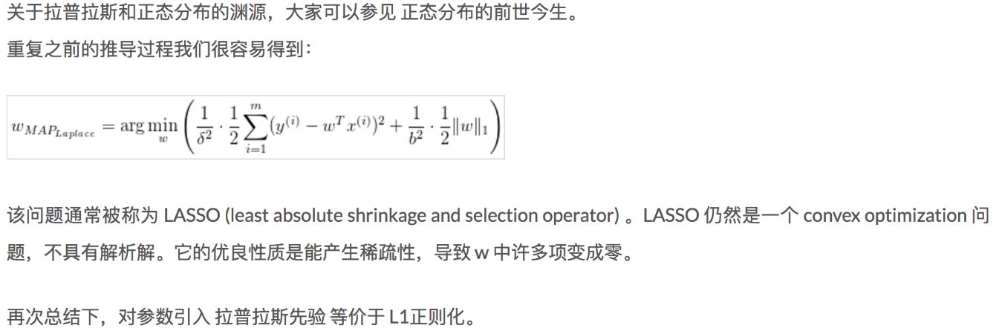 关于拉普拉斯和正态分布的渊源，大家可以参见 正态分布的前世今生。
重复之前的推导过程我们很容易得到：
w_{MAP_{Laplace}} = arg min_w ( \frac{1}{δ^2} · \frac{1}{2} \sum_{i=1}^{m} (y^{(i)} − w^T x^{(i)})^2 + \frac{1}{b^2} · \frac{1}{2} ‖w‖_1 )
该问题通常被称为 LASSO (least absolute shrinkage and selection operator) 。LASSO 仍然是一个 convex optimization 问
题，不具有解析解。它的优良性质是能产生稀疏性，导致 w 中许多项变成零。
再次总结下，对参数引入 拉普拉斯先验 等价于 L1正则化。